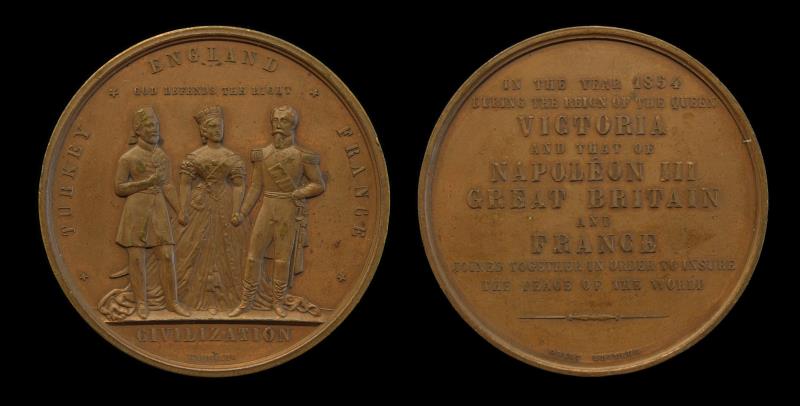 ENGLAND
GOD DEFENDS THE RIGHT
TURKEY
FRANCE
CIVILIZATION
IN THE YEAR 1854
DURING THE REIGN OF THE QUEEN
VICTORIA
AND THAT OF
NAPOLÉON III
GREAT BRITAIN
AND
FRANCE
JOINED TOGETHER IN ORDER TO INSURE
THE PEACE OF THE WORLD